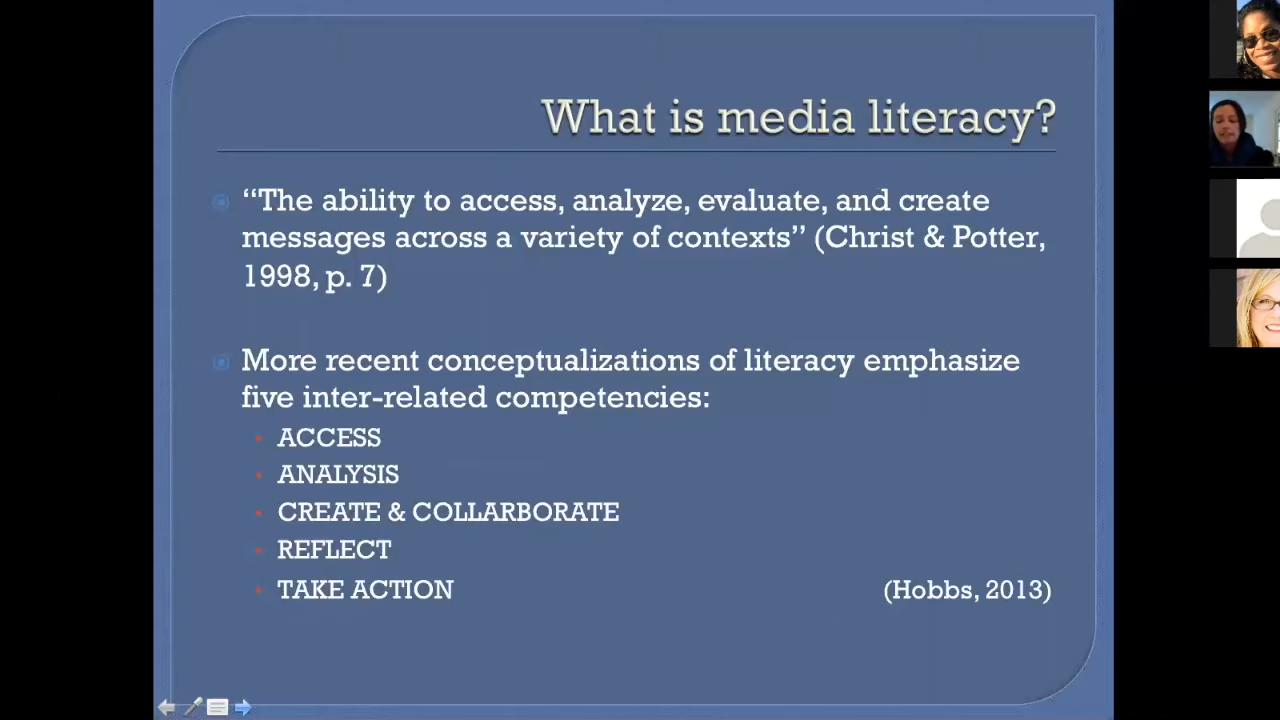 What is media literacy?
“The ability to access, analyze, evaluate, and create
messages across a variety of contexts” (Christ & Potter,
1998, p. 7)
More recent conceptualizations of literacy emphasize
five inter-related competencies:
ACCESS
ANALYSIS
CREATE & COLLARBORATE
REFLECT
TAKE ACTION (Hobbs, 2013)